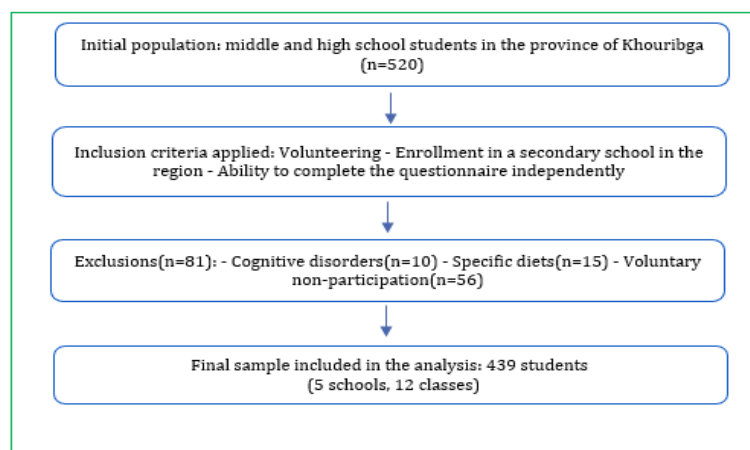 Initial population: middle and high school students in the province of Khouribga
(n=520)
Inclusion criteria applied: Volunteering - Enrollment in a secondary school in the
region - Ability to complete the questionnaire independently
Exclusions(n=81): - Cognitive disorders(n=10) - Specific diets(n=15) - Voluntary
non-participation(n=56)
Final sample included in the analysis: 439 students
(5 schools, 12 classes)